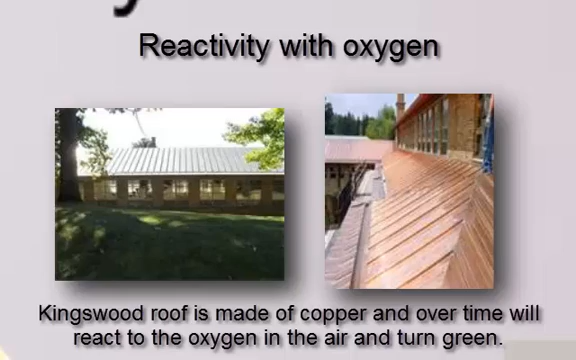 Reactivity with oxygen
Kingswood roof is made of copper and over time will
react to the oxygen in the air and turn green.